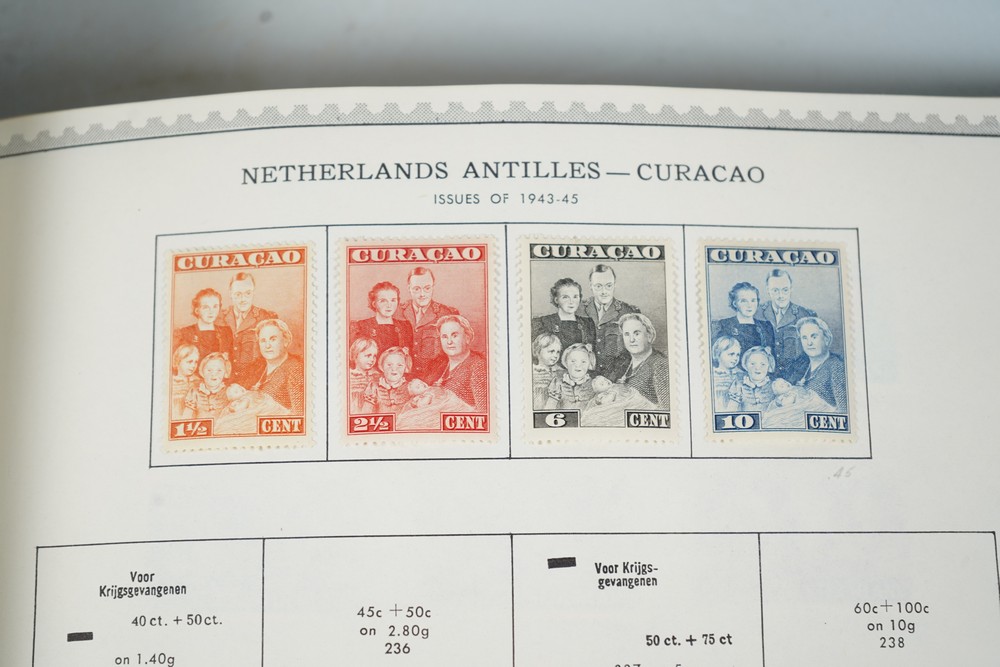 NETHERLANDS ANTILLES — CURACAO
ISSUES OF 1943-45
CURAÇAO
1½ CENT
CURAÇAO
2½ CENT
CURAÇAO
6 CENT
CURAÇAO
10 CENT
.45
Voor
Krijgsgevangenen
40 ct. + 50ct.
on 1.40g
45c + 50c
on 2.80g
236
Voor Krijgs-
gevangenen
50 ct. + 75 ct
60c + 100c
on 10g
238